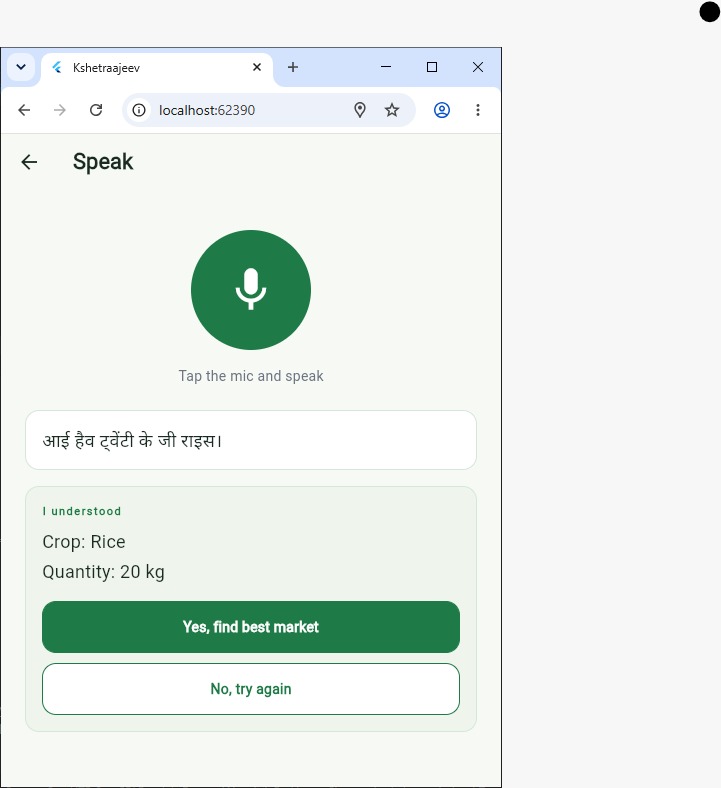 Kshetraajeev
localhost:62390
Speak
Tap the mic and speak
आई हैव ट्वेंटी के जी राइस।
I understood
Crop: Rice
Quantity: 20 kg
Yes, find best market
No, try again